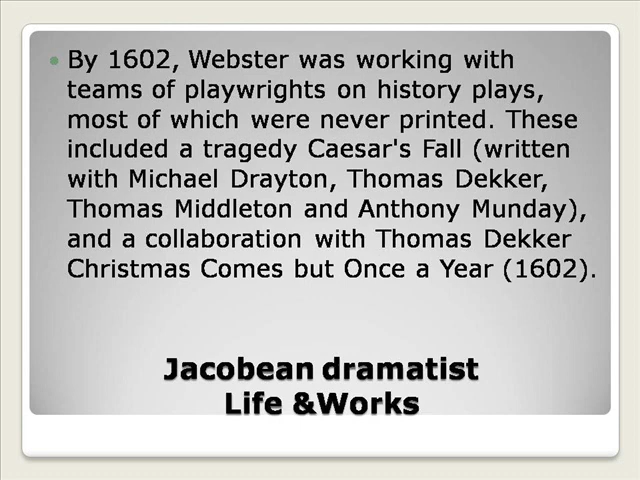 By 1602, Webster was working with
teams of playwrights on history plays,
most of which were never printed. These
included a tragedy Caesar's Fall (written
with Michael Drayton, Thomas Dekker,
Thomas Middleton and Anthony Munday),
and a collaboration with Thomas Dekker
Christmas Comes but Once a Year (1602).
Jacobean dramatist
Life &Works